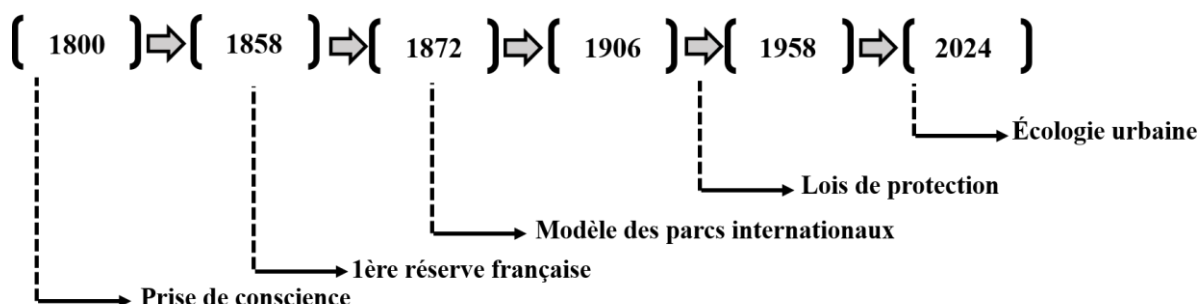 1800 1858 1872 1906 1958 2024
Écologie urbaine
Lois de protection
Modèle des parcs internationaux
1ère réserve française
Prise de conscience